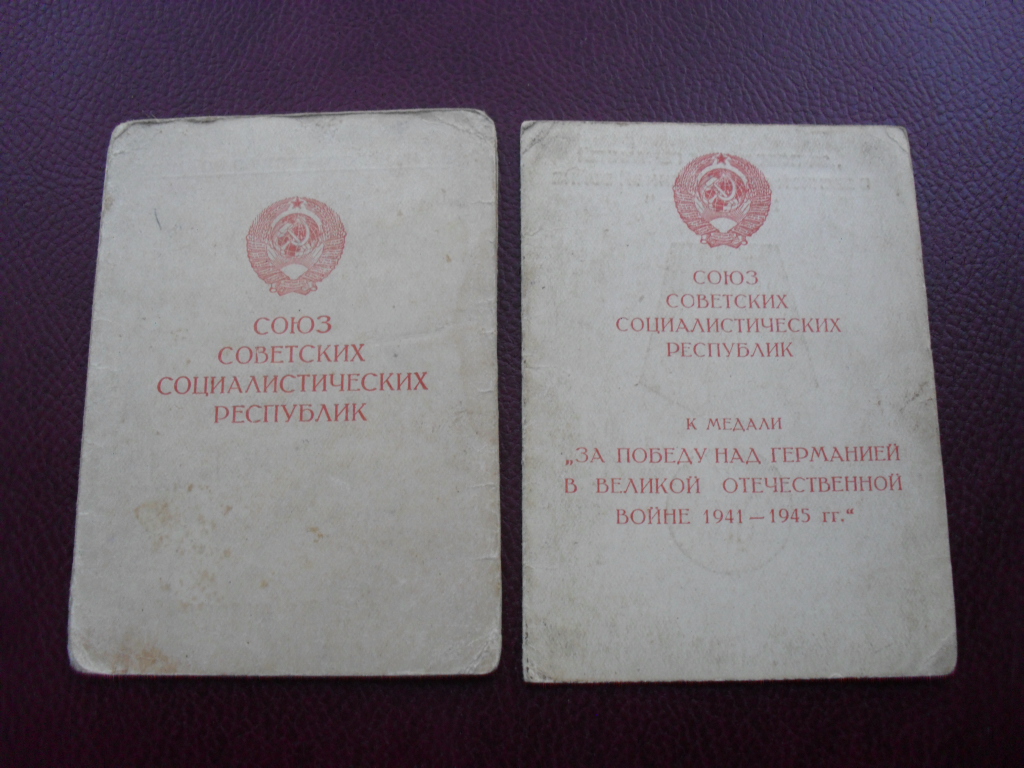 СОЮЗ
СОВЕТСКИХ
СОЦИАЛИСТИЧЕСКИХ
РЕСПУБЛИК
СОЮЗ
СОВЕТСКИХ
СОЦИАЛИСТИЧЕСКИХ
РЕСПУБЛИК
К МЕДАЛИ
„ЗА ПОБЕДУ НАД ГЕРМАНИЕЙ
В ВЕЛИКОЙ ОТЕЧЕСТВЕННОЙ
ВОЙНЕ 1941—1945 гг.“